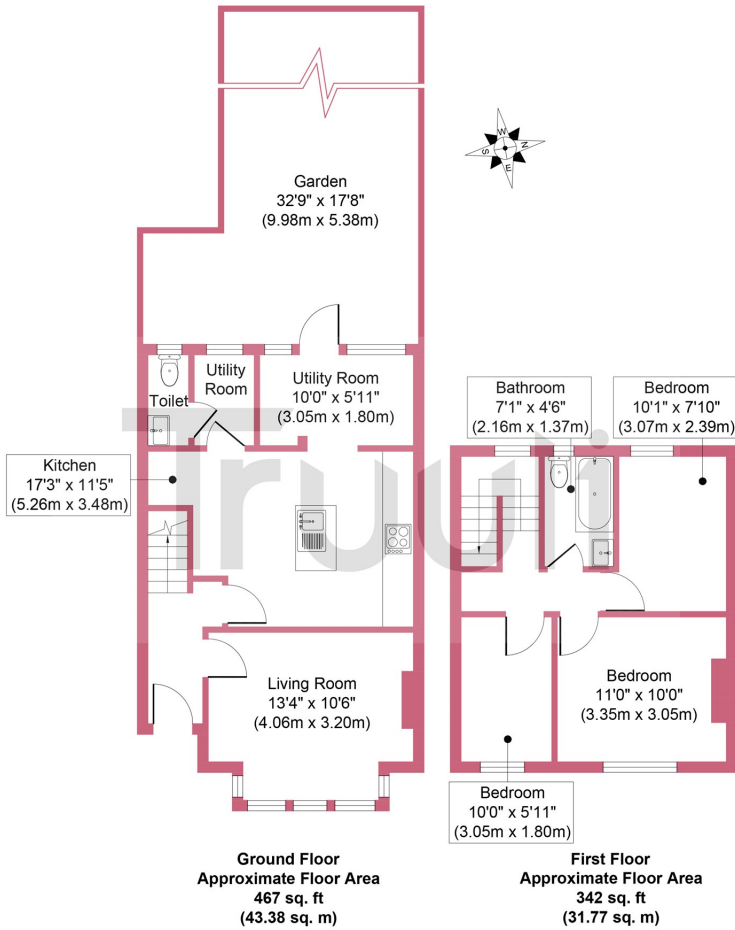 Garden
32'9" x 17'8"
(9.98m x 5.38m)
W
N
S
E
Utility
Room
Utility Room
10'0" x 5'11"
(3.05m x 1.80m)
Toilet
Bathroom
7'1" x 4'6"
(2.16m x 1.37m)
Bedroom
10'1" x 7'10"
(3.07m x 2.39m)
Truuli
Kitchen
17'3" x 11'5"
(5.26m x 3.48m)
Living Room
13'4" x 10'6"
(4.06m x 3.20m)
Bedroom
11'0" x 10'0"
(3.35m x 3.05m)
Bedroom
10'0" x 5'11"
(3.05m x 1.80m)
Ground Floor
Approximate Floor Area
467 sq. ft
(43.38 sq. m)
First Floor
Approximate Floor Area
342 sq. ft
(31.77 sq. m)